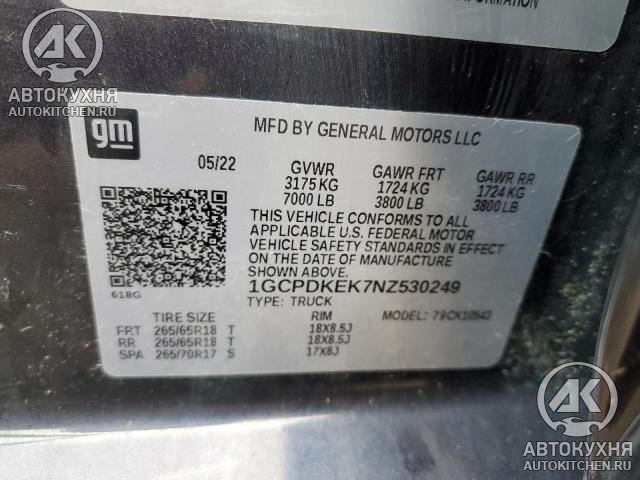 FORMATION
АК
АВТОКУХНЯ
AUTOKITCHEN.RU
gm
MFD BY GENERAL MOTORS LLC
05/22 GVWR GAWR FRT GAWR RR
3175 KG 1724 KG 1724 KG
7000 LB 3800 LB 3800 LB
THIS VEHICLE CONFORMS TO ALL
APPLICABLE U.S. FEDERAL MOTOR
VEHICLE SAFETY STANDARDS IN EFFECT
ON THE DATE OF MANUFACTURE
SHOWN ABOVE.
618G
1GCPDKEK7NZ530249
TYPE: TRUCK MODEL: 79CK10543
TIRE SIZE RIM
FRT 265/65R18 T 18X8.5J
RR 265/65R18 T 18X8.5J
SPA 265/70R17 S 17X8J
АК
АВТОКУХНЯ
AUTOKITCHEN.RU